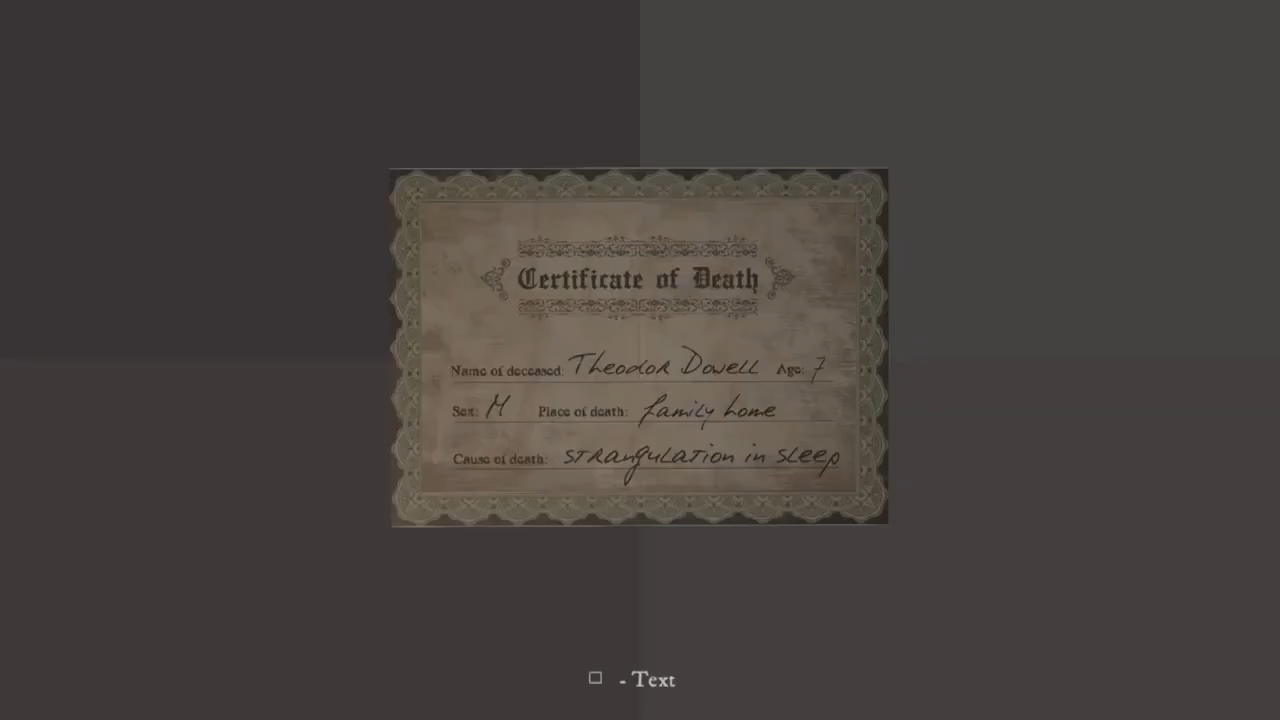 Certificate of Death
Name of deceased: Theodor Dowell Age: 7
Sex: M Place of death: family home
Cause of death: strangulation in sleep
□ - Text